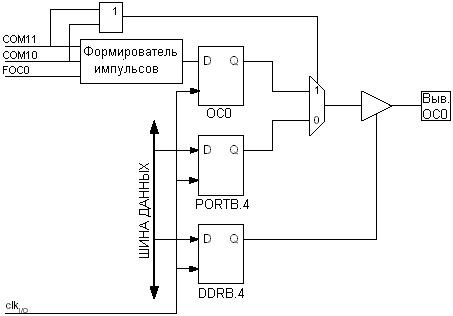 1
COM11
COM10
FOC0
Формирователь
импульсов
D Q
OC0
1
0
Выв.
OC0
D Q
PORTB.4
ШИНА ДАННЫХ
D Q
DDRB.4
clkI/O